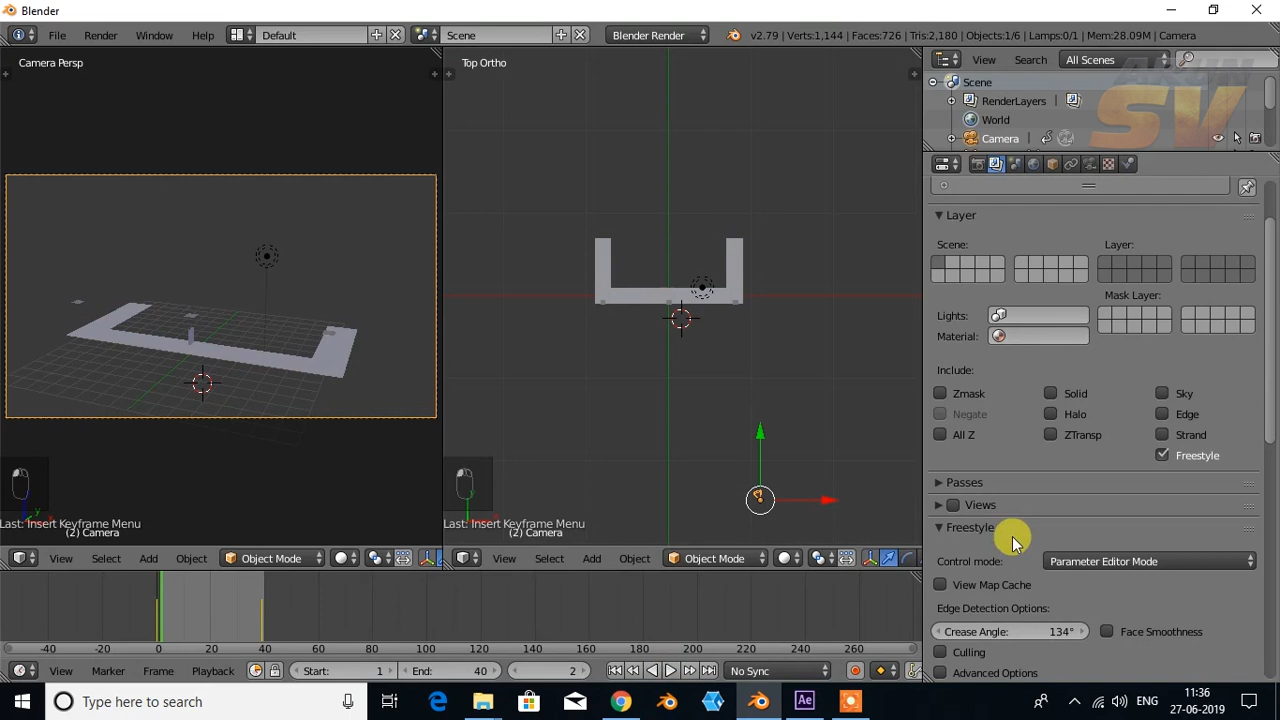 Blender
File Render Window Help Default Scene Blender Render v2.79 | Verts:1,144 | Faces:726 | Tris:2,180 | Objects:1/6 | Lamps:0/1 | Mem:28.09M | Camera
Camera Persp
Top Ortho
View Search All Scenes
Scene
RenderLayers
World
Camera
SV
Layer
Scene: Layer:
Mask Layer:
Lights:
Material:
Include:
Zmask Solid Sky
Negate Halo Edge
All Z ZTransp Strand
Freestyle
Passes
Views
Freestyle
Control mode: Parameter Editor Mode
View Map Cache
Edge Detection Options:
Crease Angle: 134° Face Smoothness
Culling
Advanced Options
Last: Insert Keyframe Menu
(2) Camera
Last: Insert Keyframe Menu
(2) Camera
View Select Add Object Object Mode
View Select Add Object Object Mode
-40 -20 0 20 40 60 80 100 120 140 160 180 200 220 240 260
View Marker Frame Playback Start: 1 End: 40 2 No Sync
Type here to search
ENG
11:36
27-06-2019